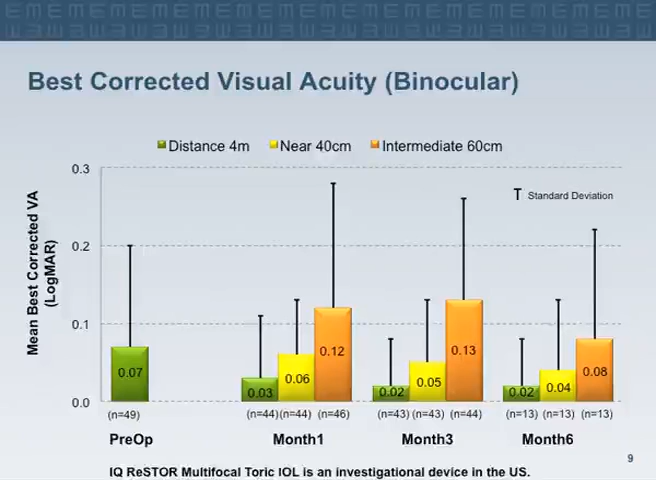 Best Corrected Visual Acuity (Binocular)
Distance 4m Near 40cm Intermediate 60cm
Standard Deviation
Mean Best Corrected VA
(LogMAR)
0.3
0.2
0.1
0.0
0.07
0.03 0.06 0.12
0.02 0.05 0.13
0.02 0.04 0.08
(n=49) (n=44) (n=44) (n=46) (n=43) (n=43) (n=44) (n=13) (n=13) (n=13)
PreOp Month1 Month3 Month6
9
IQ ReSTOR Multifocal Toric IOL is an investigational device in the US.